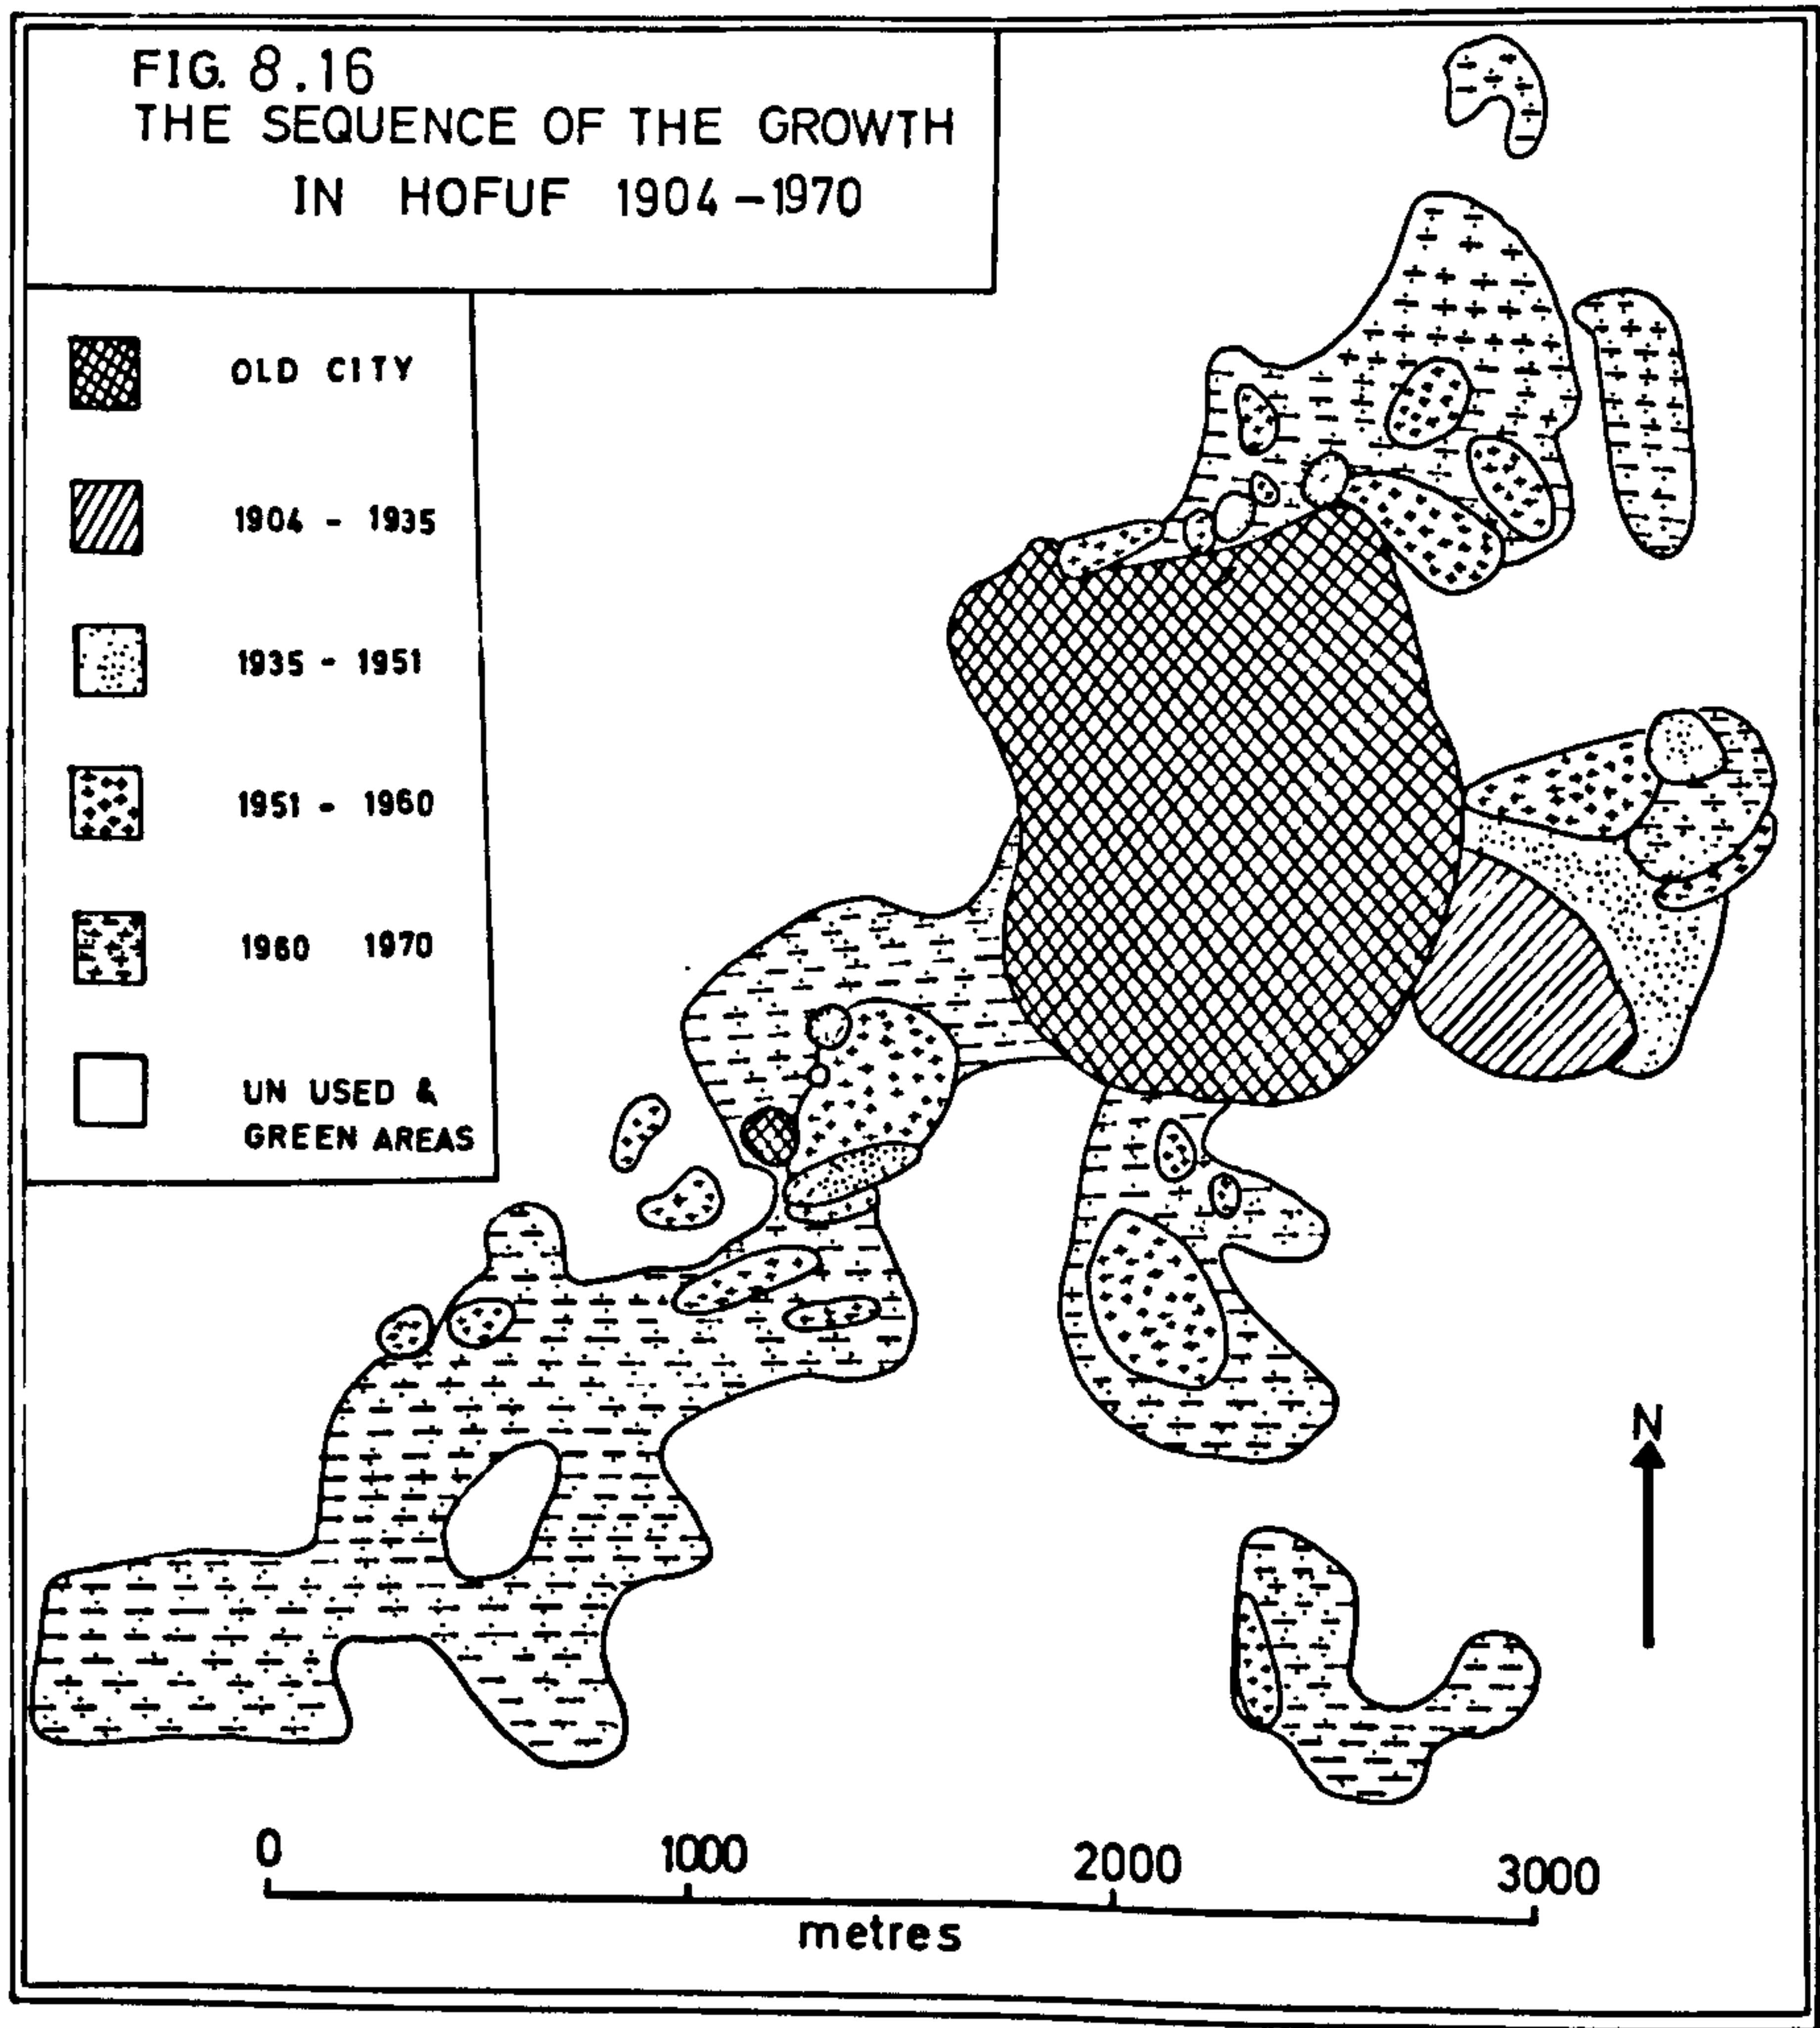 FIG. 8.16
THE SEQUENCE OF THE GROWTH
IN HOFUF 1904-1970
OLD CITY
1904 - 1935
1935 - 1951
1951 - 1960
1960 1970
UN USED &
GREEN AREAS
N
0 1000 2000 3000
metres